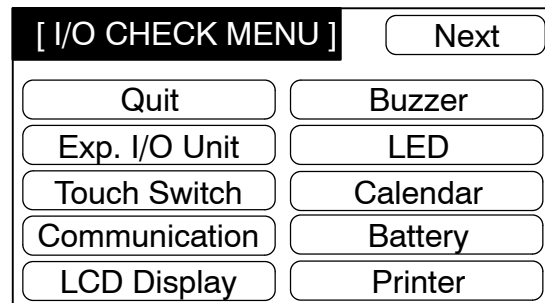 [ I/O CHECK MENU ] Next
Quit Buzzer
Exp. I/O Unit LED
Touch Switch Calendar
Communication Battery
LCD Display Printer